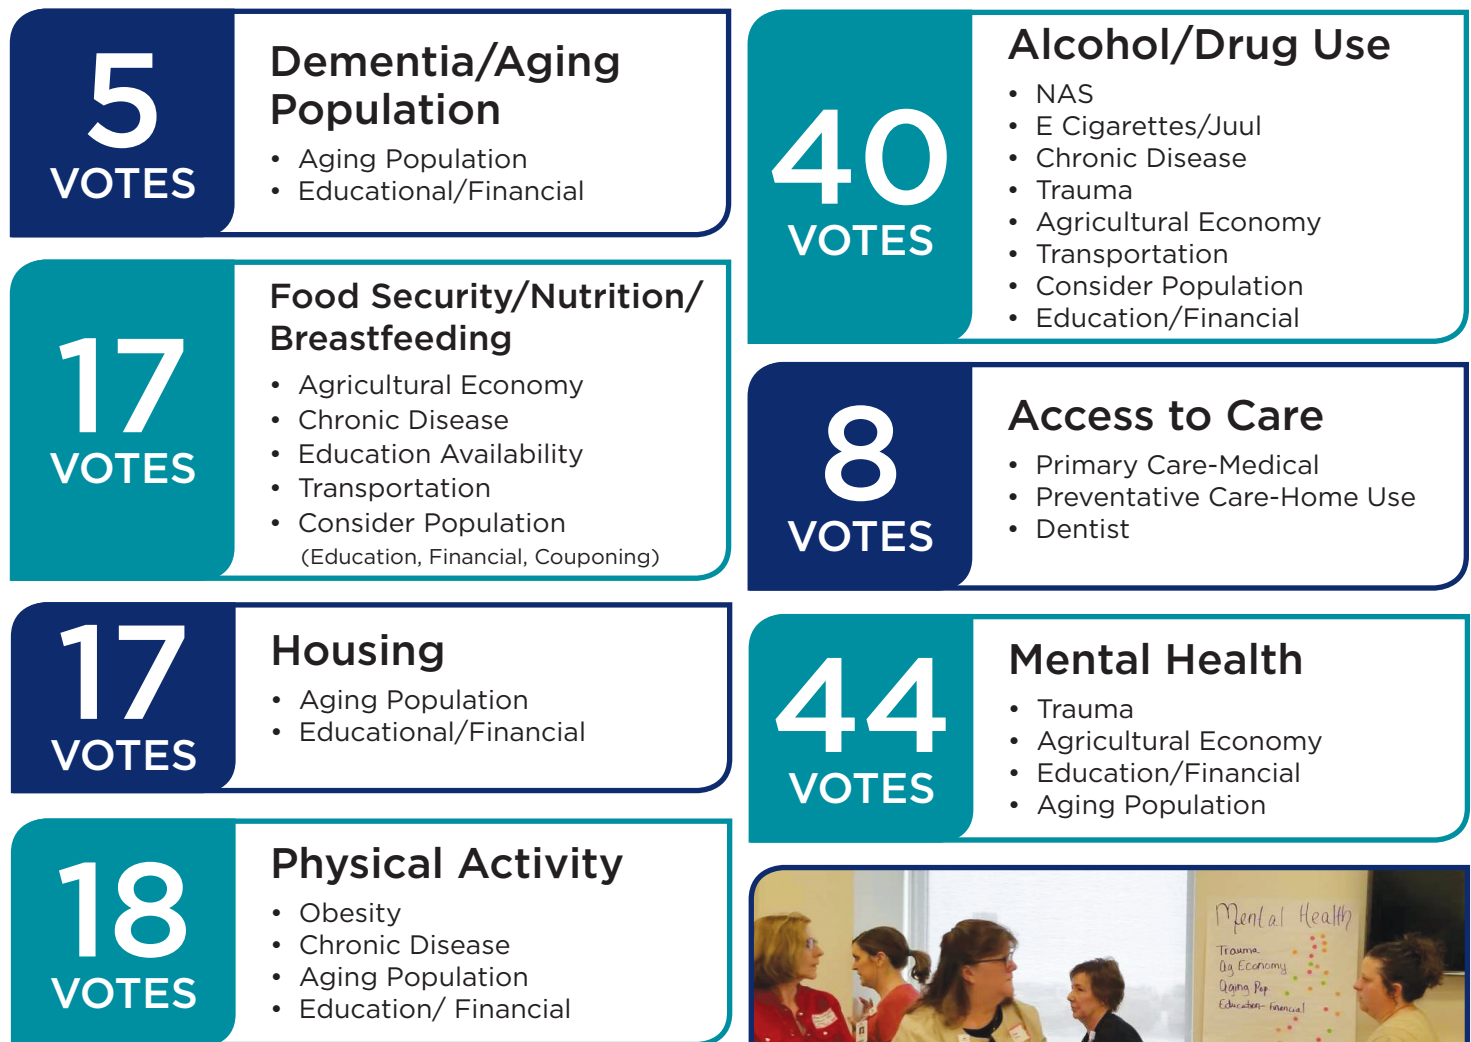 5
VOTES
Dementia/Aging
Population
• Aging Population
• Educational/Financial
17
VOTES
Food Security/Nutrition/
Breastfeeding
• Agricultural Economy
• Chronic Disease
• Education Availability
• Transportation
• Consider Population
(Education, Financial, Couponing)
17
VOTES
Housing
• Aging Population
• Educational/Financial
18
VOTES
Physical Activity
• Obesity
• Chronic Disease
• Aging Population
• Education/ Financial
40
VOTES
Alcohol/Drug Use
• NAS
• E Cigarettes/Juul
• Chronic Disease
• Trauma
• Agricultural Economy
• Transportation
• Consider Population
• Education/Financial
8
VOTES
Access to Care
• Primary Care-Medical
• Preventative Care-Home Use
• Dentist
44
VOTES
Mental Health
• Trauma
• Agricultural Economy
• Education/Financial
• Aging Population
Mental Health
Trauma
Ag Economy
Aging Pop.
Education-Financial